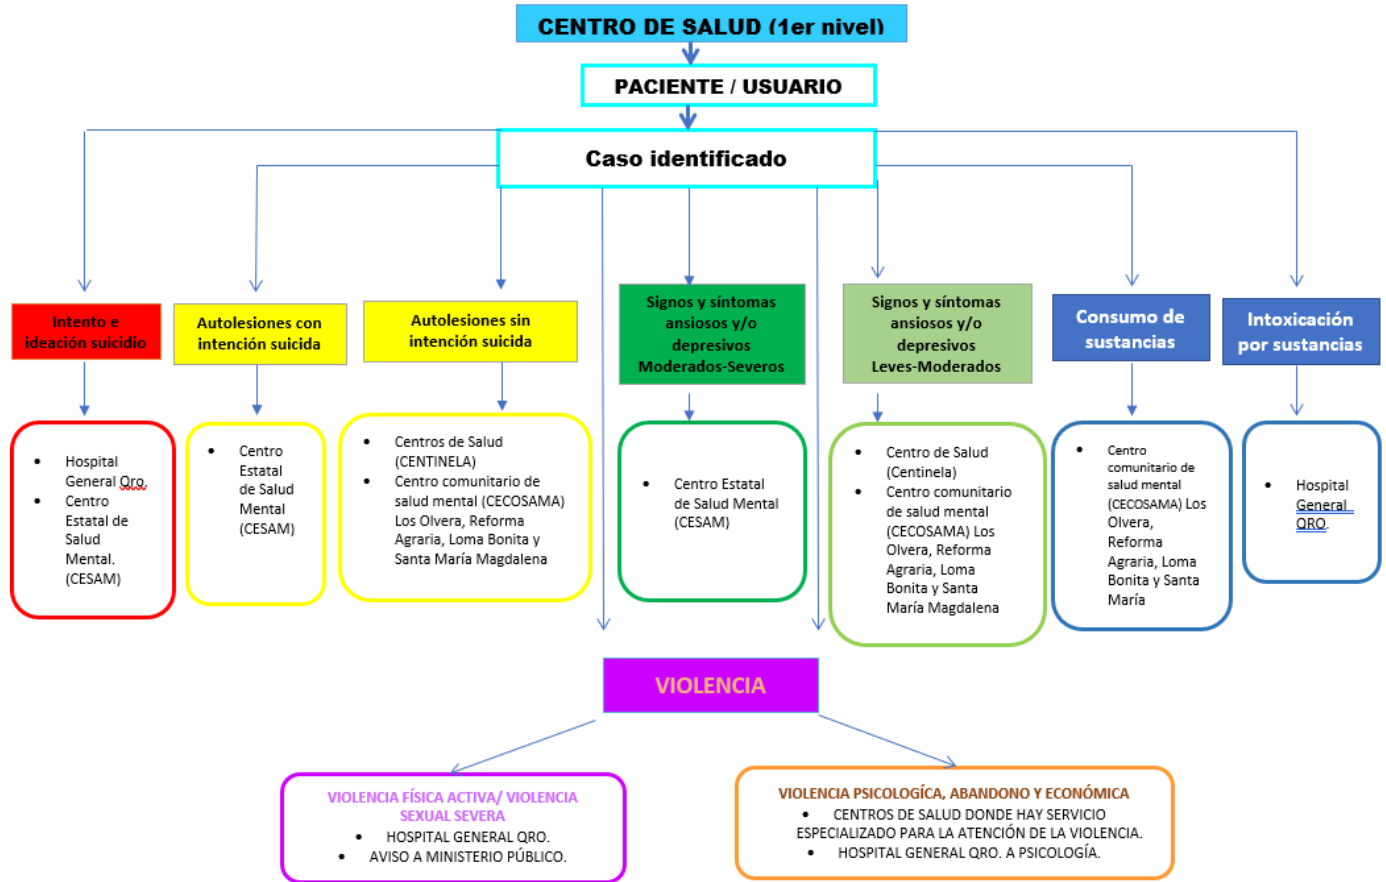 CENTRO DE SALUD (1er nivel)
PACIENTE / USUARIO
Caso identificado
Intento e
ideación suicidio
Autolesiones con
intención suicida
Autolesiones sin
intención suicida
Signos y síntomas
ansiosos y/o
depresivos
Moderados-Severos
Signos y síntomas
ansiosos y/o
depresivos
Leves-Moderados
Consumo de
sustancias
Intoxicación
por sustancias
• Hospital
General Qro.
• Centro
Estatal de
Salud
Mental.
(CESAM)
• Centro
Estatal
de Salud
Mental
(CESAM)
• Centros de Salud
(CENTINELA)
• Centro comunitario de
salud mental (CECOSAMA)
Los Olvera, Reforma
Agraria, Loma Bonita y
Santa María Magdalena
• Centro Estatal
de Salud Mental
(CESAM)
• Centro de Salud
(Centinela)
• Centro comunitario
de salud mental
(CECOSAMA) Los
Olvera, Reforma
Agraria, Loma
Bonita y Santa
María Magdalena
• Centro
comunitario de
salud mental
(CECOSAMA) Los
Olvera,
Reforma
Agraria, Loma
Bonita y Santa
María
• Hospital
General
QRO.
VIOLENCIA
VIOLENCIA FÍSICA ACTIVA/ VIOLENCIA
SEXUAL SEVERA
• HOSPITAL GENERAL QRO.
• AVISO A MINISTERIO PÚBLICO.
VIOLENCIA PSICOLOGÍCA, ABANDONO Y ECONÓMICA
• CENTROS DE SALUD DONDE HAY SERVICIO
ESPECIALIZADO PARA LA ATENCIÓN DE LA VIOLENCIA.
• HOSPITAL GENERAL QRO. A PSICOLOGÍA.